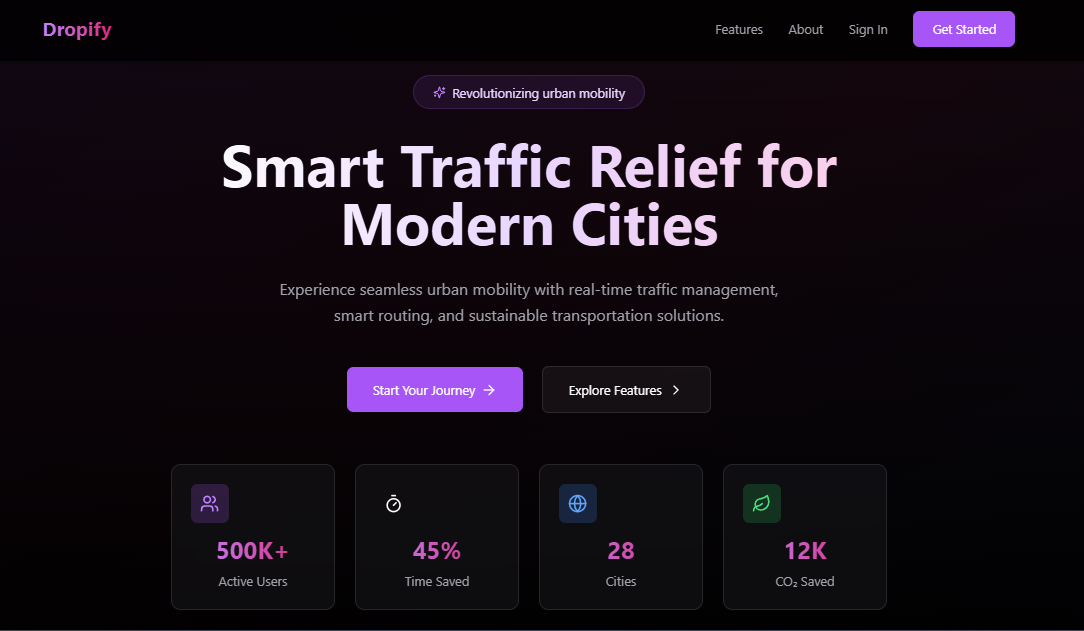 Dropify
Features
About
Sign In
Get Started
Revolutionizing urban mobility
Smart Traffic Relief for
Modern Cities
Experience seamless urban mobility with real-time traffic management,
smart routing, and sustainable transportation solutions.
Start Your Journey
Explore Features
500K+
Active Users
45%
Time Saved
28
Cities
12K
CO₂ Saved